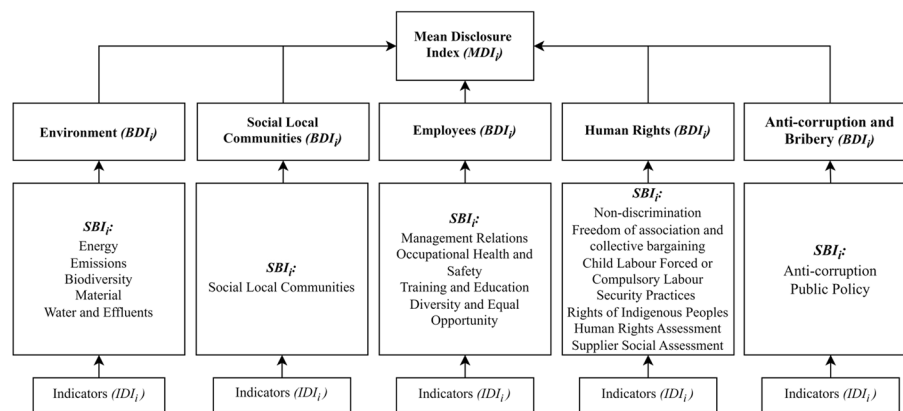 Mean Disclosure
Index (MDIi)
Environment (BDIi)
Social Local
Communities (BDIi)
Employees (BDIi)
Human Rights (BDIi)
Anti-corruption and
Bribery (BDIi)
SBIi:
Energy
Emissions
Biodiversity
Material
Water and Effluents
SBIi:
Social Local Communities
SBIi:
Management Relations
Occupational Health and
Safety
Training and Education
Diversity and Equal
Opportunity
SBIi:
Non-discrimination
Freedom of association and
collective bargaining
Child Labour Forced or
Compulsory Labour
Security Practices
Rights of Indigenous Peoples
Human Rights Assessment
Supplier Social Assessment
SBIi:
Anti-corruption
Public Policy
Indicators (IDIi)
Indicators (IDIi)
Indicators (IDIi)
Indicators (IDIi)
Indicators (IDIi)